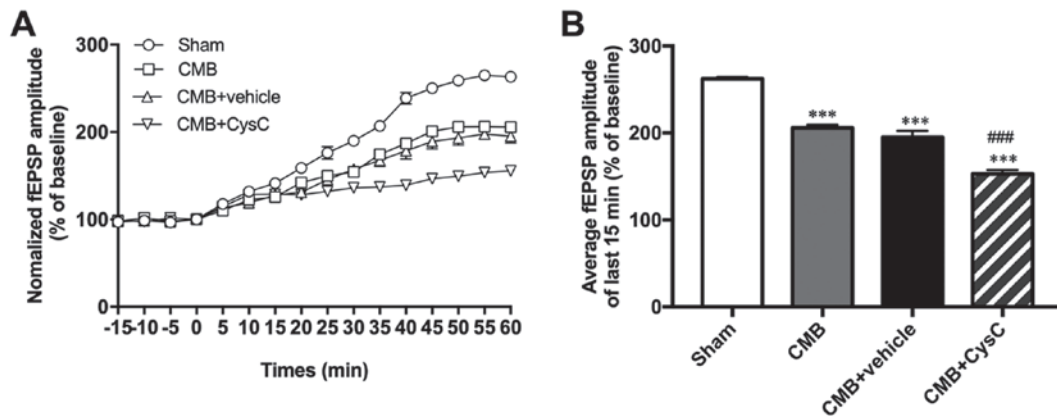 A
Nomalized fEPSP amplitude
(% of baseline)
300
200
100
0
Sham
CMB
CMB+vehicle
CMB+CysC
-15 -10 -5 0 5 10 15 20 25 30 35 40 45 50 55 60
Times (min)
B
Average fEPSP amplitude
of last 15 min (% of baseline)
300
200
100
0
***
***
###
***
Sham
CMB
CMB+vehicle
CMB+CysC